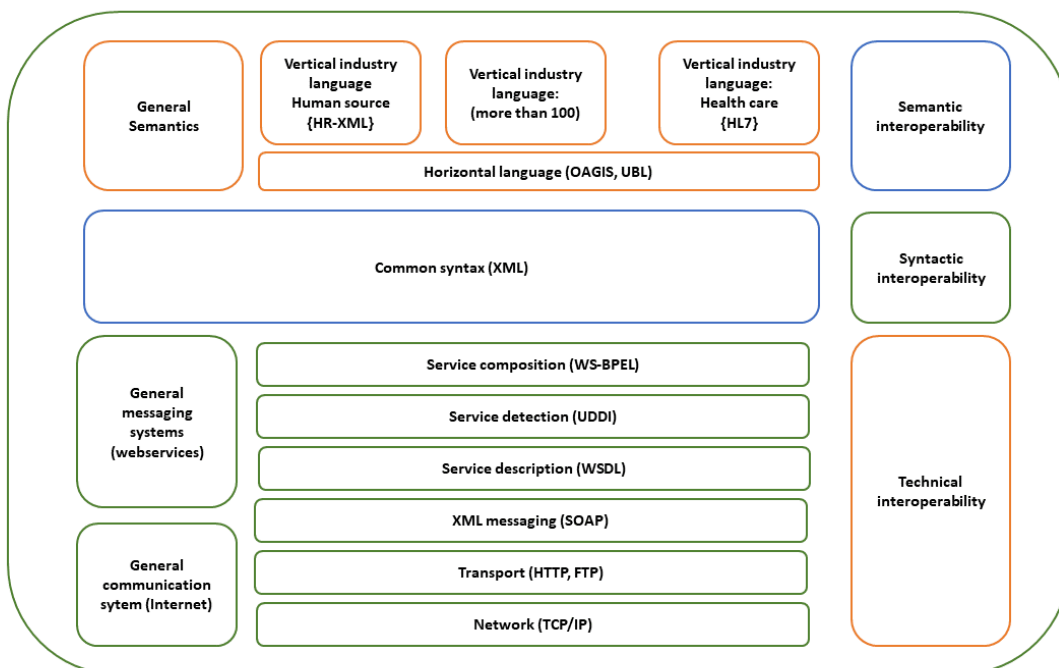 General
Semantics
Vertical industry
language
Human source
{HR-XML}
Vertical industry
language:
(more than 100)
Vertical industry
language:
Health care
{HL7}
Semantic
interoperability
Horizontal language (OAGIS, UBL)
Common syntax (XML)
Syntactic
interoperability
General
messaging
systems
(webservices)
Service composition (WS-BPEL)
Service detection (UDDI)
Service description (WSDL)
XML messaging (SOAP)
Technical
interoperability
General
communication
sytem (Internet)
Transport (HTTP, FTP)
Network (TCP/IP)